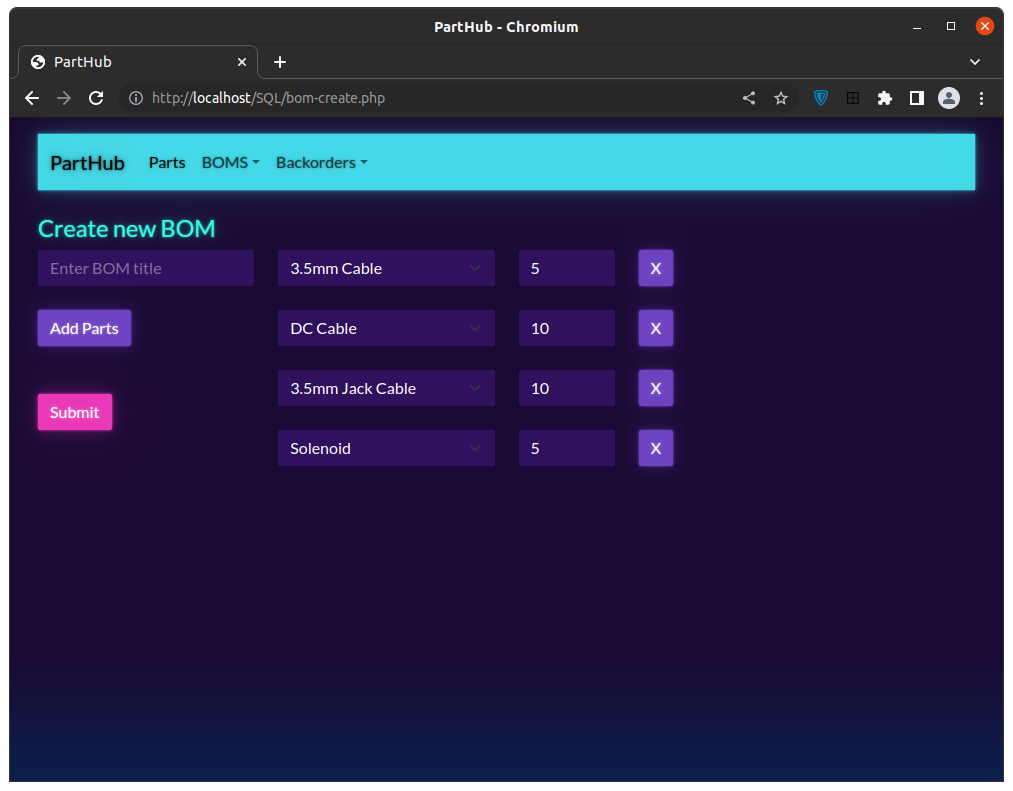 PartHub - Chromium
PartHub
http://localhost/SQL/bom-create.php
PartHub Parts BOMS Backorders
Create new BOM
Enter BOM title 3.5mm Cable 5 X
Add Parts DC Cable 10 X
3.5mm Jack Cable 10 X
Submit
Solenoid 5 X